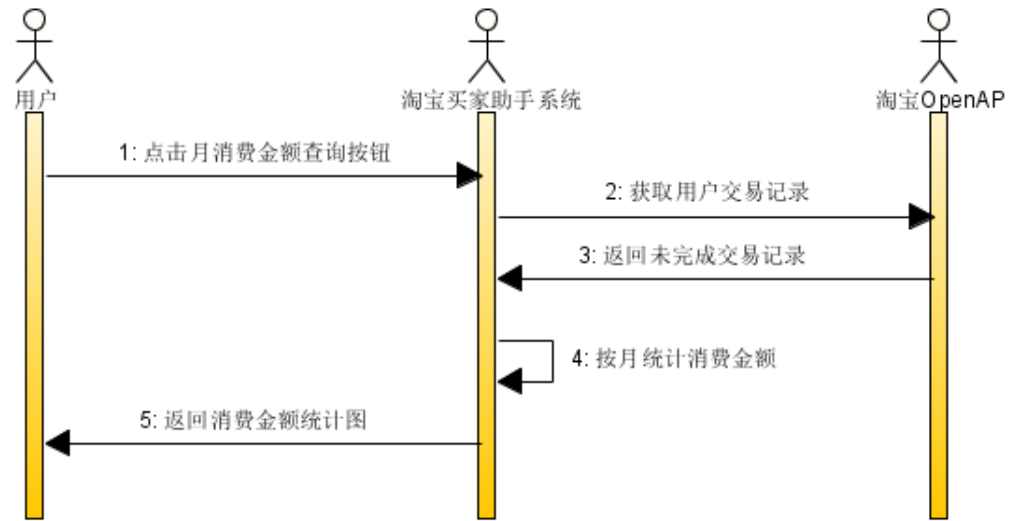 用户
淘宝买家助手系统
淘宝OpenAP
1: 点击月消费金额查询按钮
2: 获取用户交易记录
3: 返回未完成交易记录
4: 按月统计消费金额
5: 返回消费金额统计图